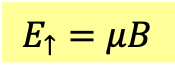 E↑ = μB